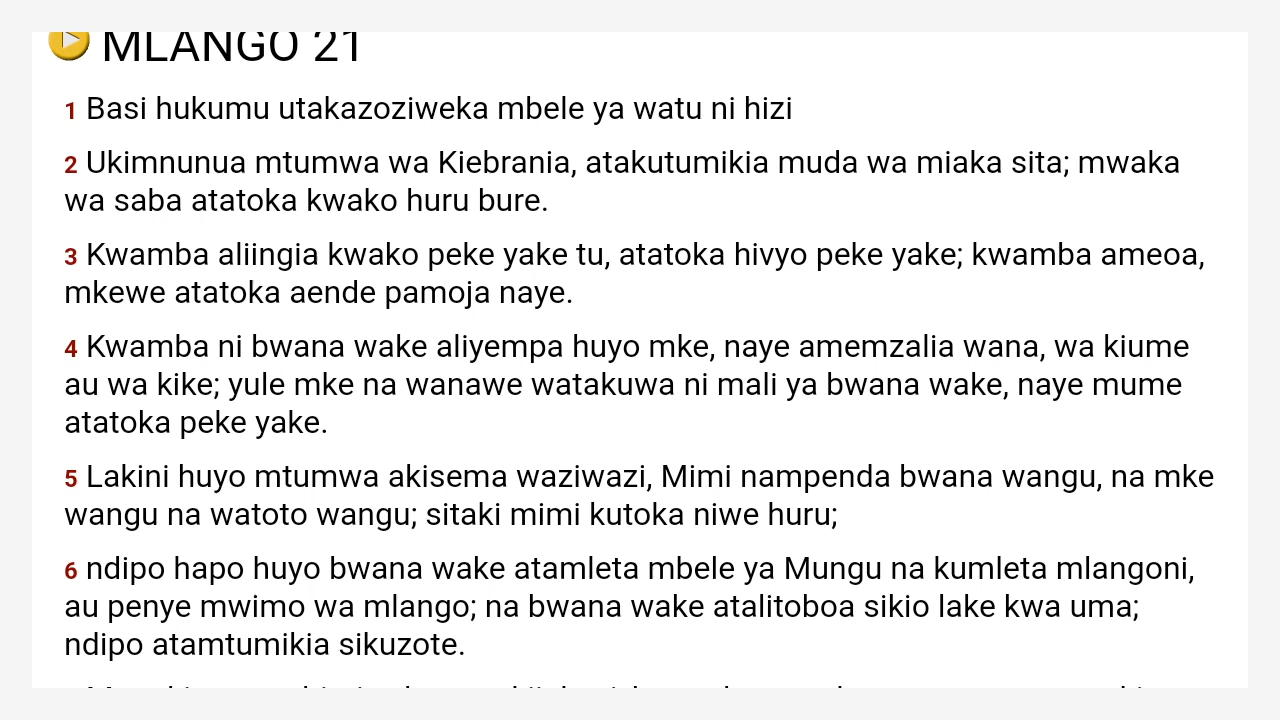 MLANGO 21
1 Basi hukumu utakazoziweka mbele ya watu ni hizi
2 Ukimnunua mtumwa wa Kiebrania, atakutumikia muda wa miaka sita; mwaka
wa saba atatoka kwako huru bure.
3 Kwamba aliingia kwako peke yake tu, atatoka hivyo peke yake; kwamba ameoa,
mkewe atatoka aende pamoja naye.
4 Kwamba ni bwana wake aliyempa huyo mke, naye amemzalia wana, wa kiume
au wa kike; yule mke na wanawe watakuwa ni mali ya bwana wake, naye mume
atatoka peke yake.
5 Lakini huyo mtumwa akisema waziwazi, Mimi nampenda bwana wangu, na mke
wangu na watoto wangu; sitaki mimi kutoka niwe huru;
6 ndipo hapo huyo bwana wake atamleta mbele ya Mungu na kumleta mlangoni,
au penye mwimo wa mlango; na bwana wake atalitoboa sikio lake kwa uma;
ndipo atamtumikia sikuzote.